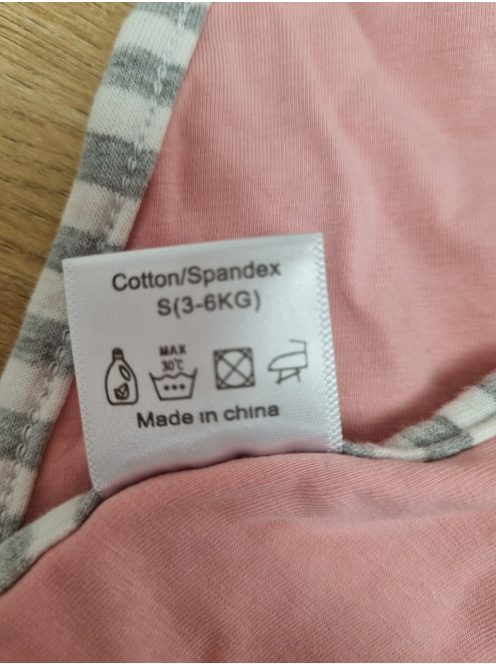 Cotton/Spandex
S(3-6KG)
MAX
30℃
Made in china